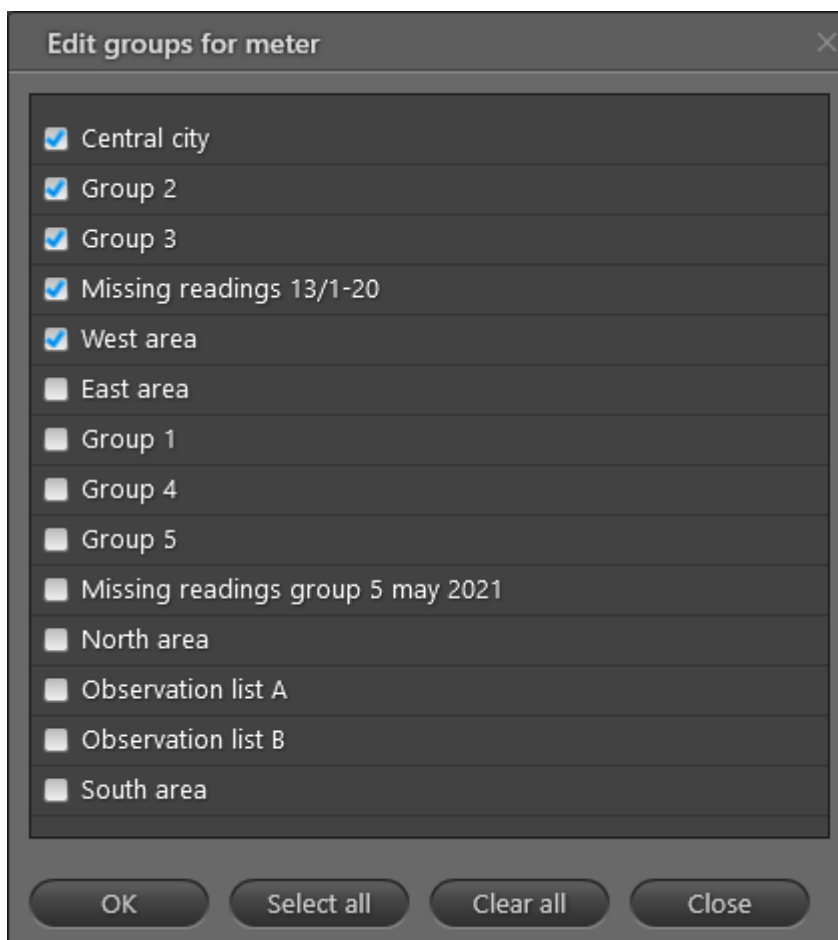 Edit groups for meter
Central city
Group 2
Group 3
Missing readings 13/1-20
West area
East area
Group 1
Group 4
Group 5
Missing readings group 5 may 2021
North area
Observation list A
Observation list B
South area
OK Select all Clear all Close